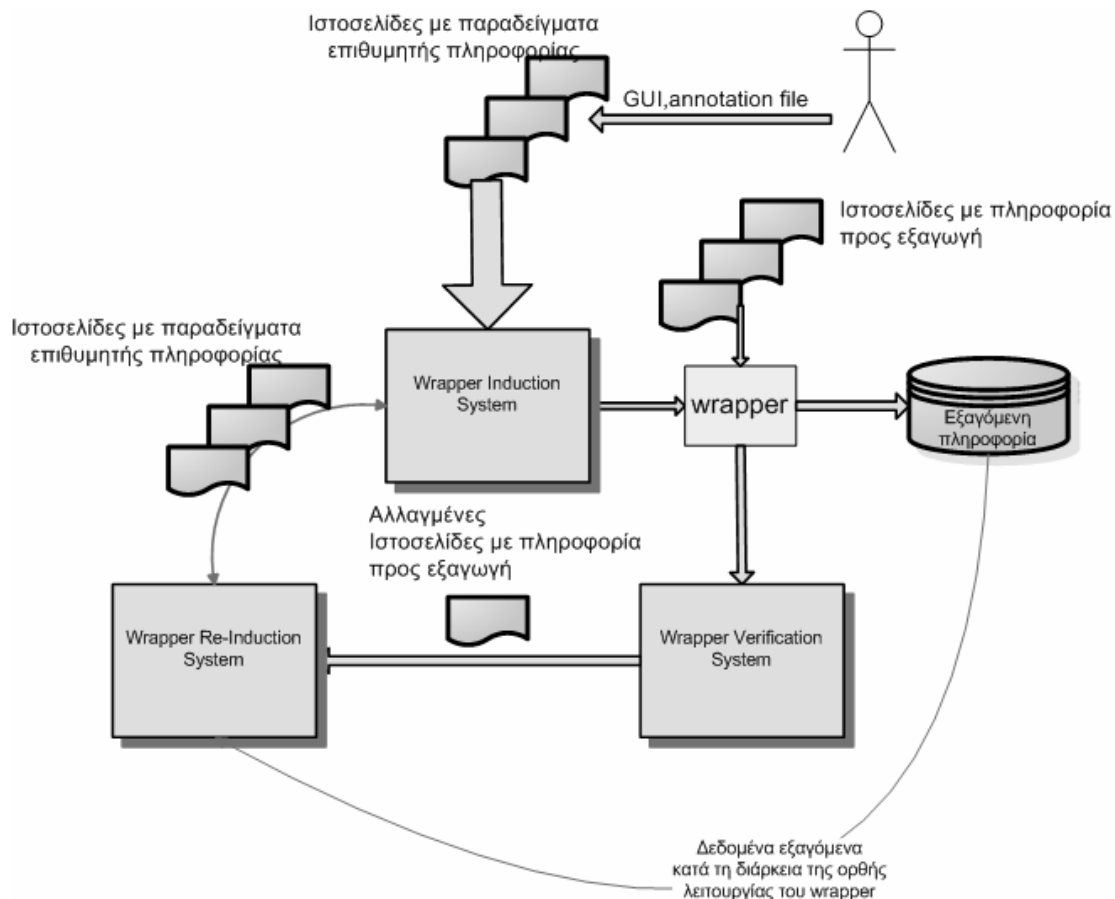 Ιστοσελίδες με παραδείγματα
επιθυμητής πληροφορίας
GUI,annotation file
Ιστοσελίδες με πληροφορία
προς εξαγωγή
Ιστοσελίδες με παραδείγματα
επιθυμητής πληροφορίας
Wrapper Induction
System
wrapper
Εξαγόμενη
πληροφορία
Αλλαγμένες
Ιστοσελίδες με πληροφορία
προς εξαγωγή
Wrapper Re-Induction
System
Wrapper Verification
System
Δεδομένα εξαγόμενα
κατά τη διάρκεια της ορθής
λειτουργίας του wrapper